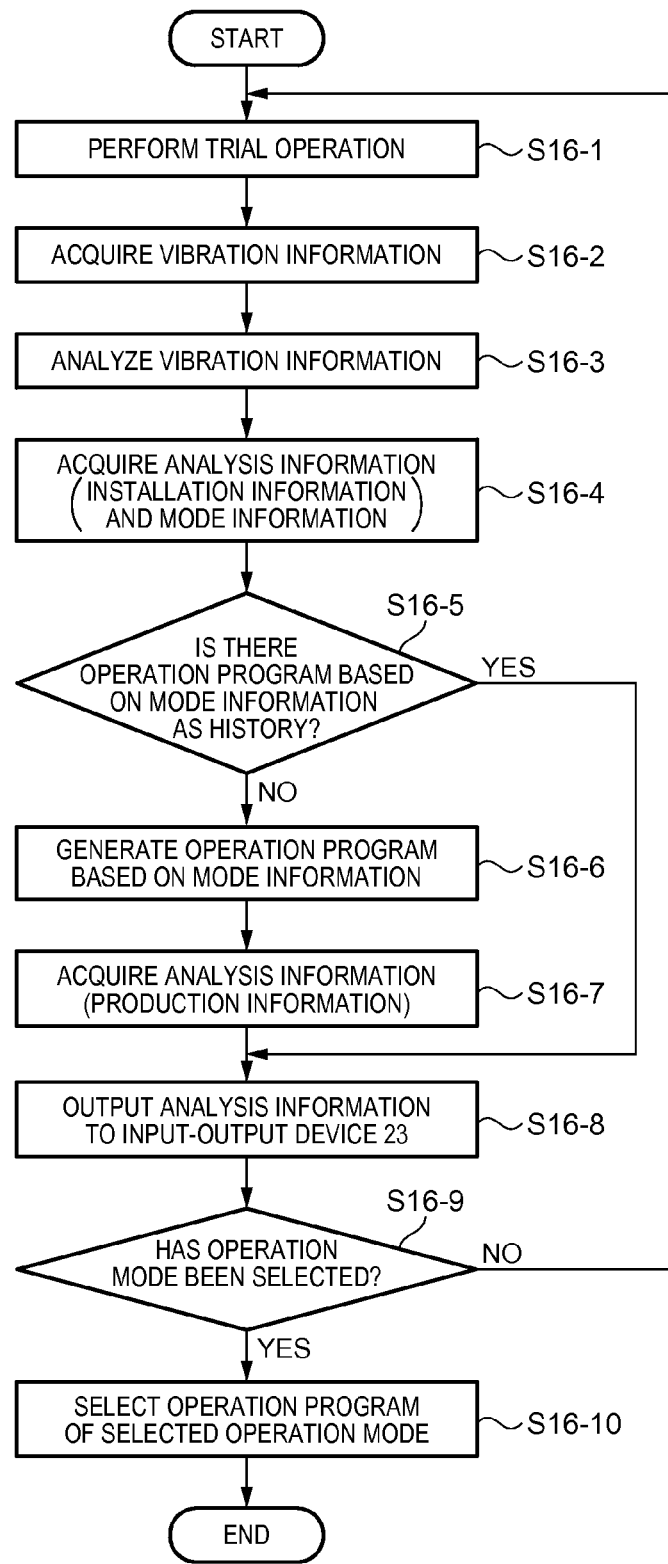 START
PERFORM TRIAL OPERATION
S16-1
ACQUIRE VIBRATION INFORMATION
S16-2
ANALYZE VIBRATION INFORMATION
S16-3
ACQUIRE ANALYSIS INFORMATION
(INSTALLATION INFORMATION
AND MODE INFORMATION)
S16-4
S16-5
IS THERE
OPERATION PROGRAM BASED
ON MODE INFORMATION
AS HISTORY?
YES
NO
GENERATE OPERATION PROGRAM
BASED ON MODE INFORMATION
S16-6
ACQUIRE ANALYSIS INFORMATION
(PRODUCTION INFORMATION)
S16-7
OUTPUT ANALYSIS INFORMATION
TO INPUT-OUTPUT DEVICE 23
S16-8
S16-9
HAS OPERATION
MODE BEEN SELECTED?
NO
YES
SELECT OPERATION PROGRAM
OF SELECTED OPERATION MODE
S16-10
END